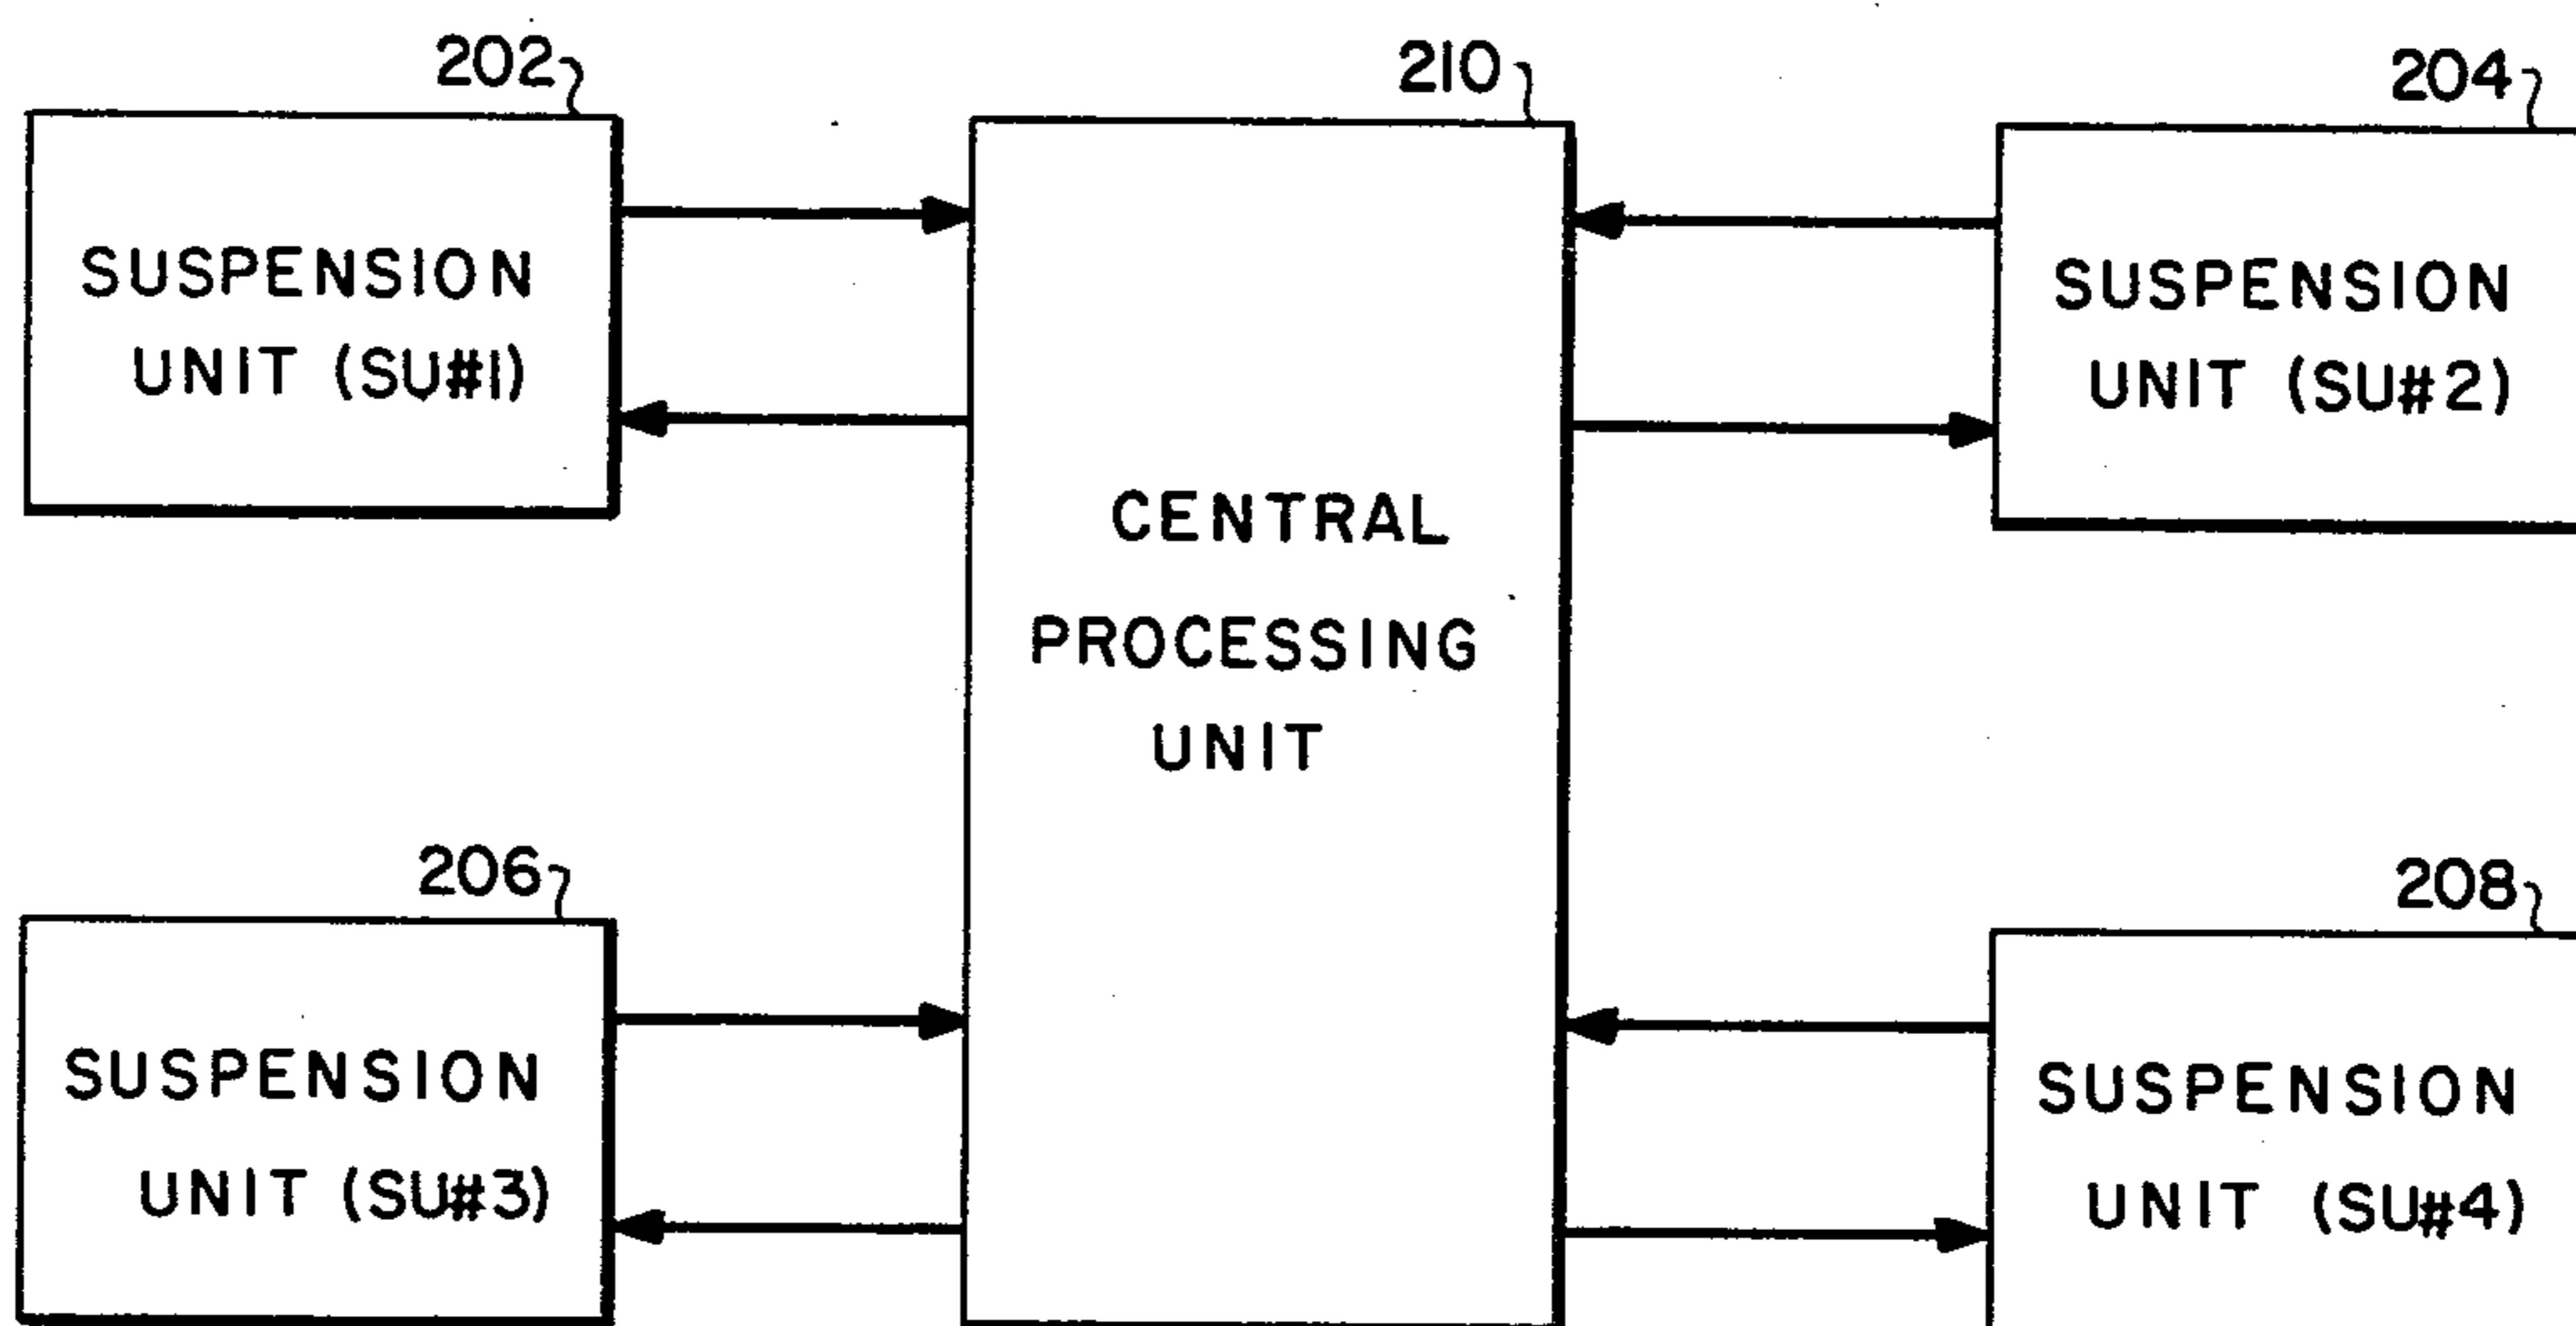 202
210
204
SUSPENSION
UNIT (SU#1)
SUSPENSION
UNIT (SU#2)
CENTRAL
PROCESSING
UNIT
206
208
SUSPENSION
UNIT (SU#3)
SUSPENSION
UNIT (SU#4)